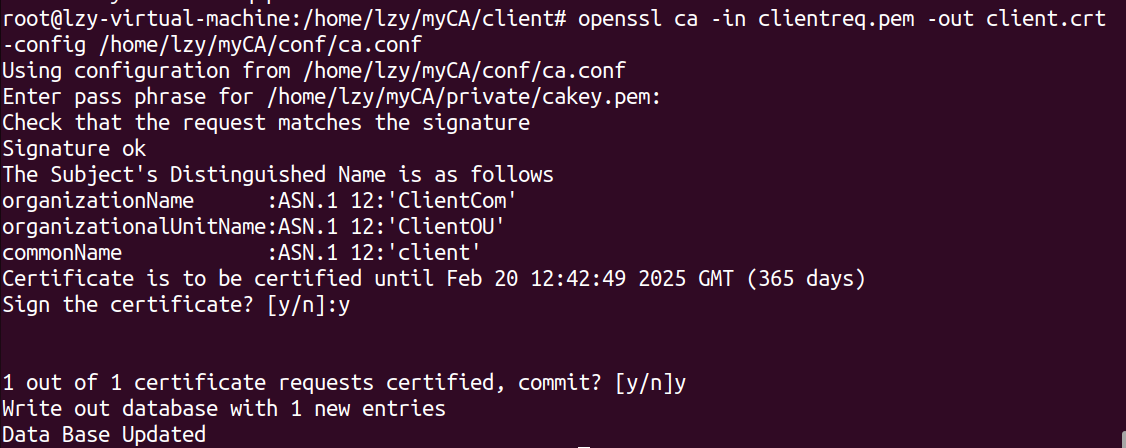 root@lzy-virtual-machine:/home/lzy/myCA/client# openssl ca -in clientreq.pem -out client.crt
-config /home/lzy/myCA/conf/ca.conf
Using configuration from /home/lzy/myCA/conf/ca.conf
Enter pass phrase for /home/lzy/myCA/private/cakey.pem:
Check that the request matches the signature
Signature ok
The Subject's Distinguished Name is as follows
organizationName      :ASN.1 12:'ClientCom'
organizationalUnitName:ASN.1 12:'ClientOU'
commonName            :ASN.1 12:'client'
Certificate is to be certified until Feb 20 12:42:49 2025 GMT (365 days)
Sign the certificate? [y/n]:y
1 out of 1 certificate requests certified, commit? [y/n]y
Write out database with 1 new entries
Data Base Updated